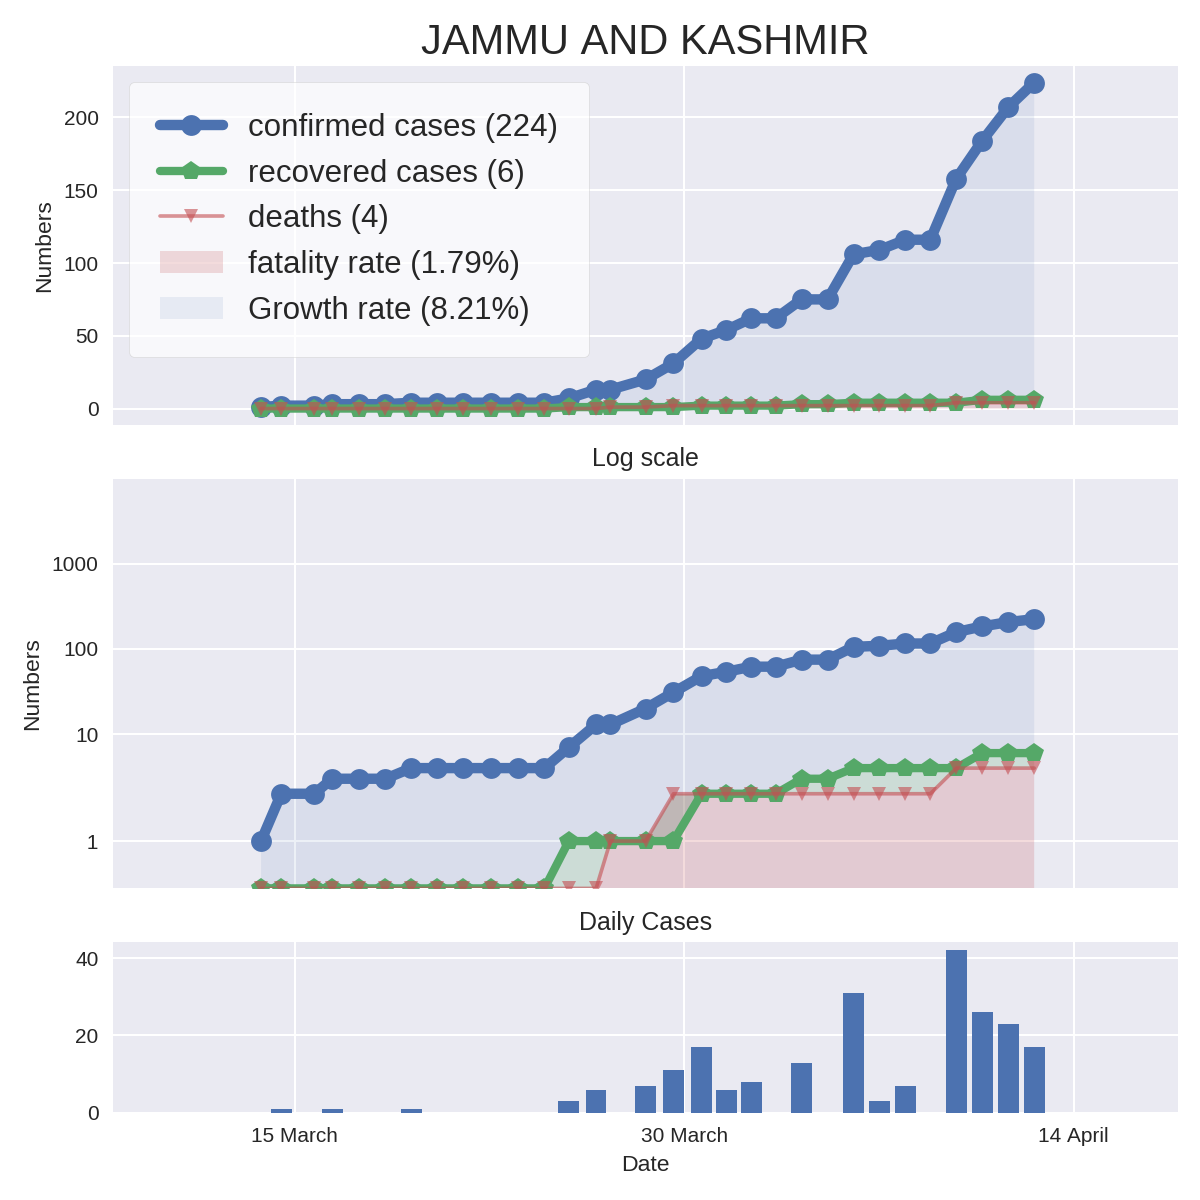 JAMMU AND KASHMIR
confirmed cases (224)
recovered cases (6)
deaths (4)
fatality rate (1.79%)
Growth rate (8.21%)
200
150
100
50
0
Numbers
Log scale
1000
100
10
1
Numbers
Daily Cases
40
20
0
15 March 30 March 14 April
Date